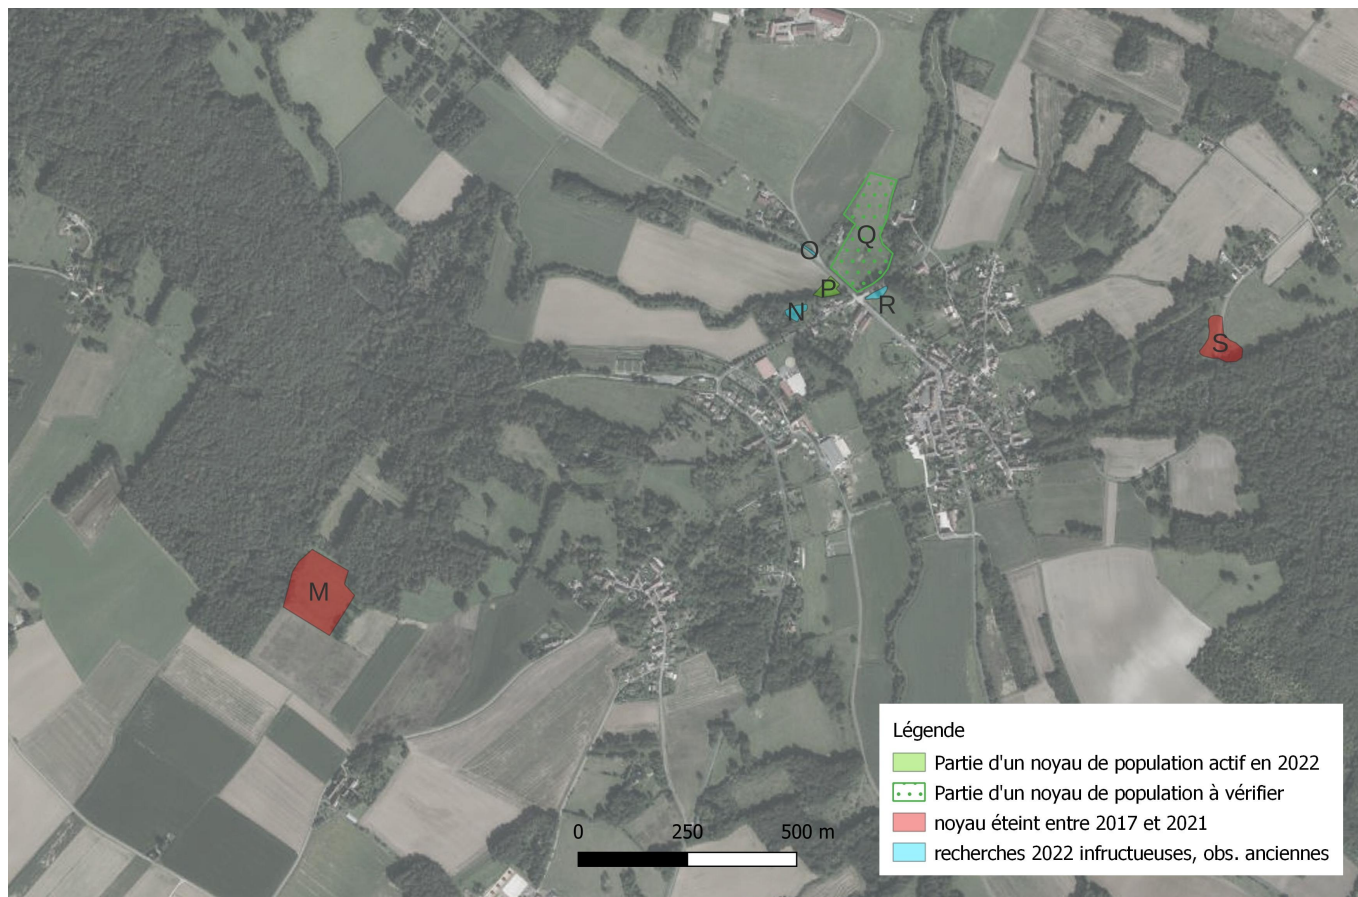 Q
O
P
N
R
S
M
Légende
Partie d'un noyau de population actif en 2022
Partie d'un noyau de population à vérifier
noyau éteint entre 2017 et 2021
recherches 2022 infructueuses, obs. anciennes
0 250 500 m